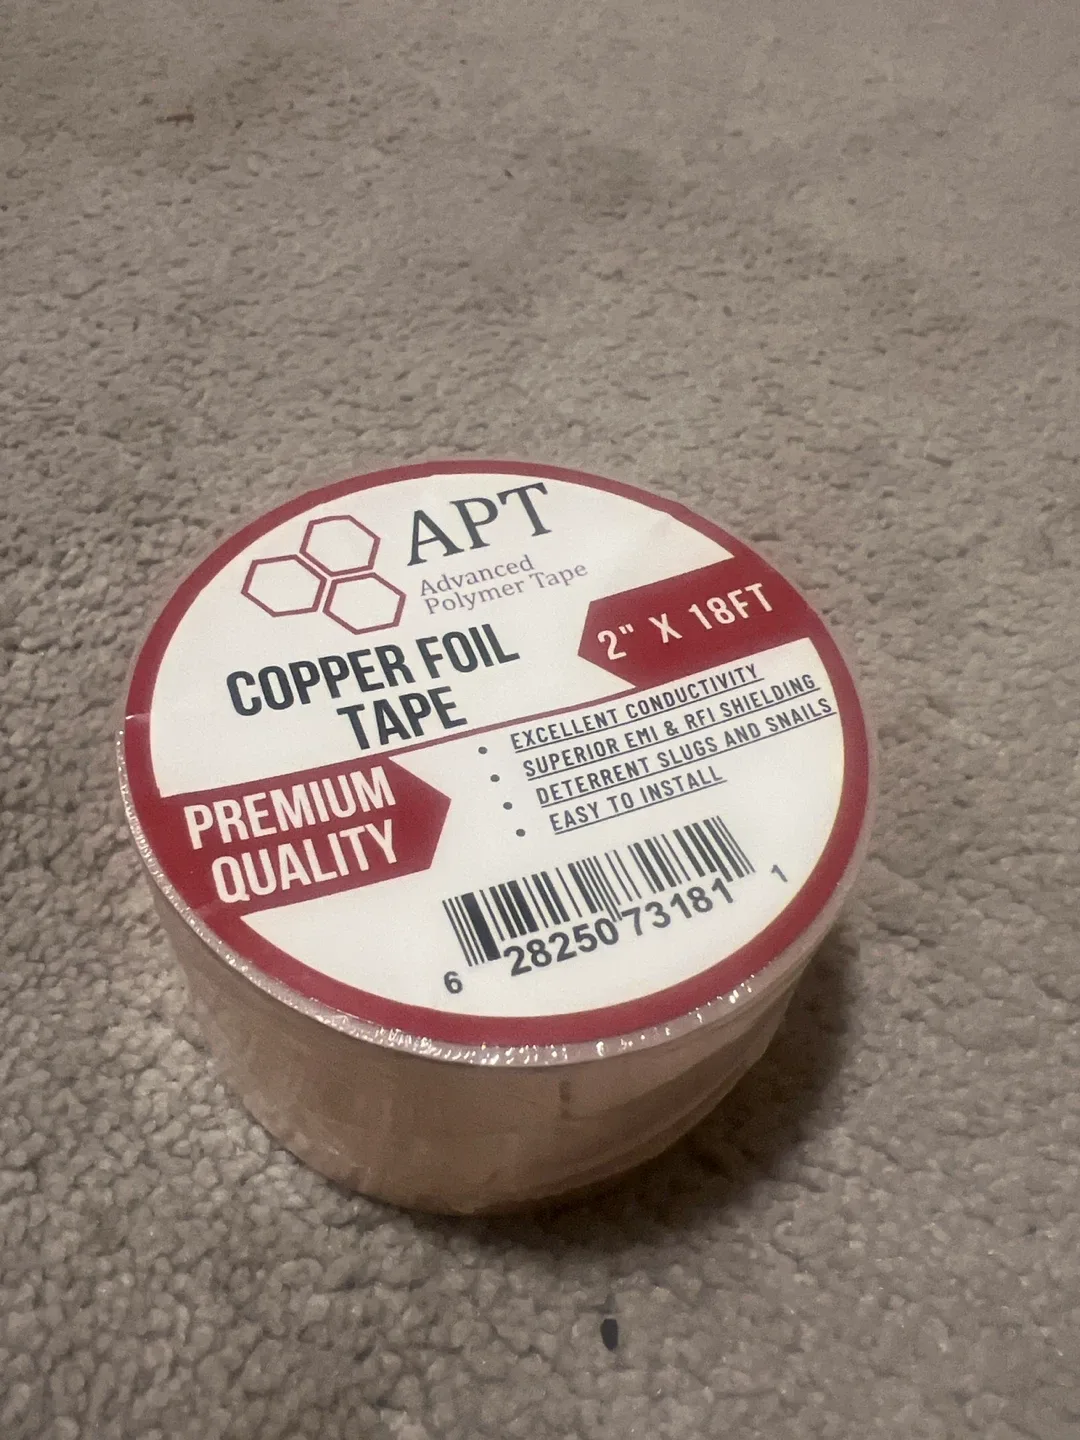 APT
Advanced
Polymer Tape
COPPER FOIL
TAPE
2" X 18FT
PREMIUM
QUALITY
• EXCELLENT CONDUCTIVITY
• SUPERIOR EMI & RFI SHIELDING
• DETERRENT SLUGS AND SNAILS
• EASY TO INSTALL
6 28250 73181 1